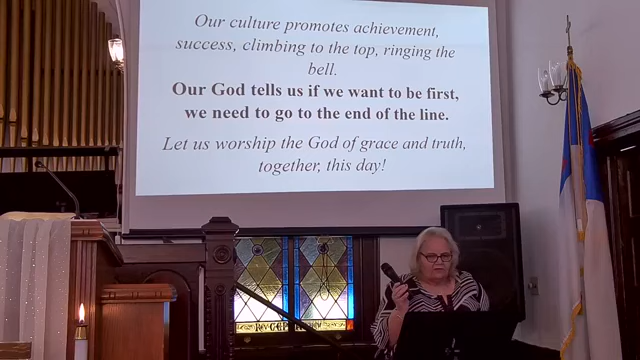 Our culture promotes achievement,
success, climbing to the top, ringing the
bell.
Our God tells us if we want to be first,
we need to go to the end of the line.
Let us worship the God of grace and truth,
together, this day!